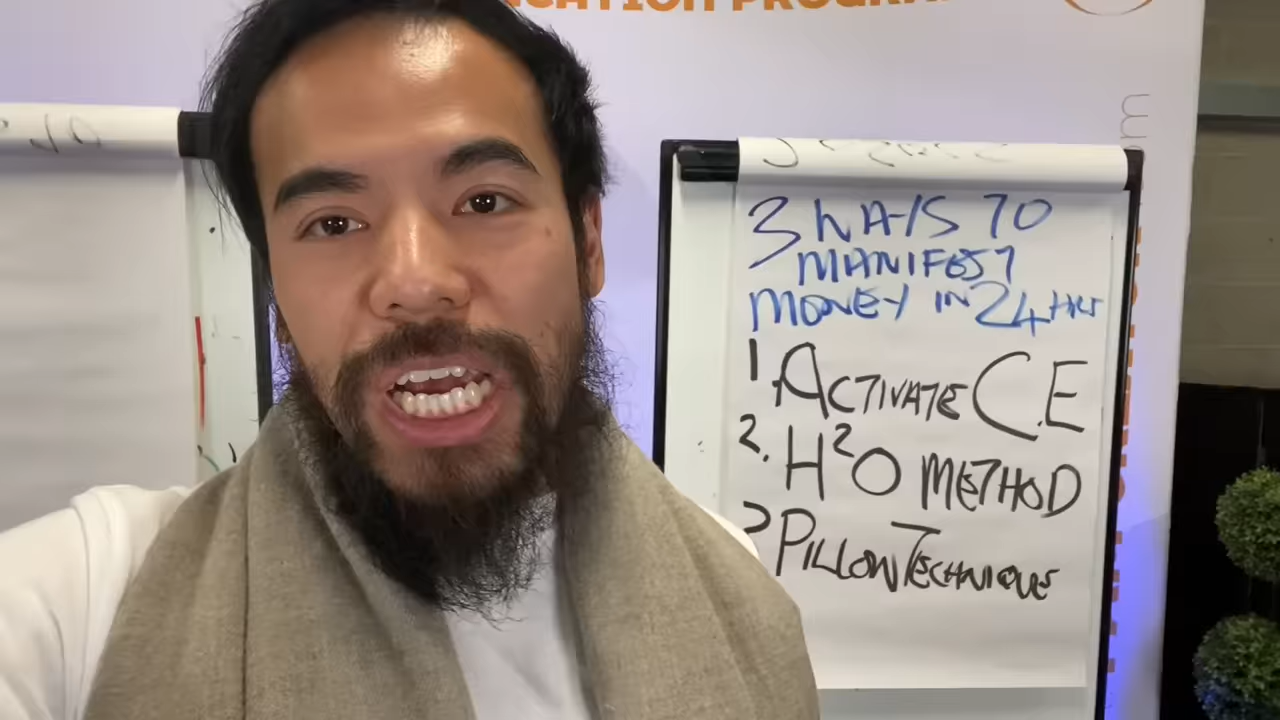 3 WAYS TO
MANIFEST
MONEY IN 24 HRS
1. ACTIVATE C.E
2. H²O METHOD
3 PILLOW TECHNIQUE